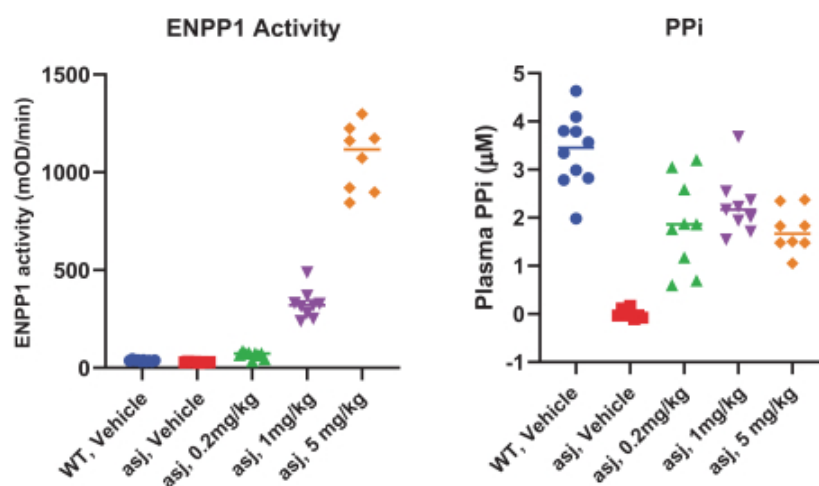 ENPP1 Activity
ENPP1 activity (mOD/min)
1500
1000
500
0
WT, Vehicle
asj, Vehicle
asj, 0.2mg/kg
asj, 1mg/kg
asj, 5 mg/kg
PPi
Plasma PPi (μM)
5
4
3
2
1
0
-1
WT, Vehicle
asj, Vehicle
asj, 0.2mg/kg
asj, 1mg/kg
asj, 5 mg/kg